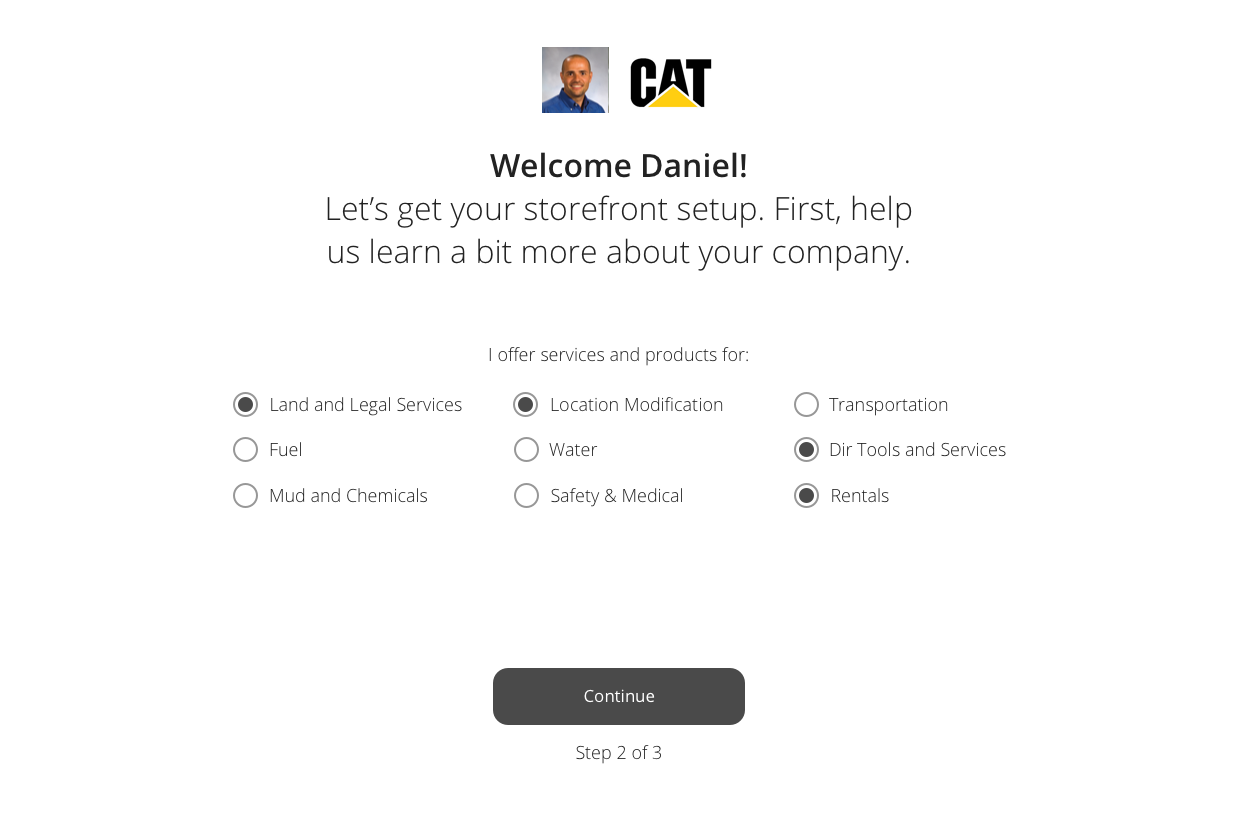 CAT
Welcome Daniel!
Let’s get your storefront setup. First, help
us learn a bit more about your company.
I offer services and products for:
Land and Legal Services
Location Modification
Transportation
Fuel
Water
Dir Tools and Services
Mud and Chemicals
Safety & Medical
Rentals
Continue
Step 2 of 3